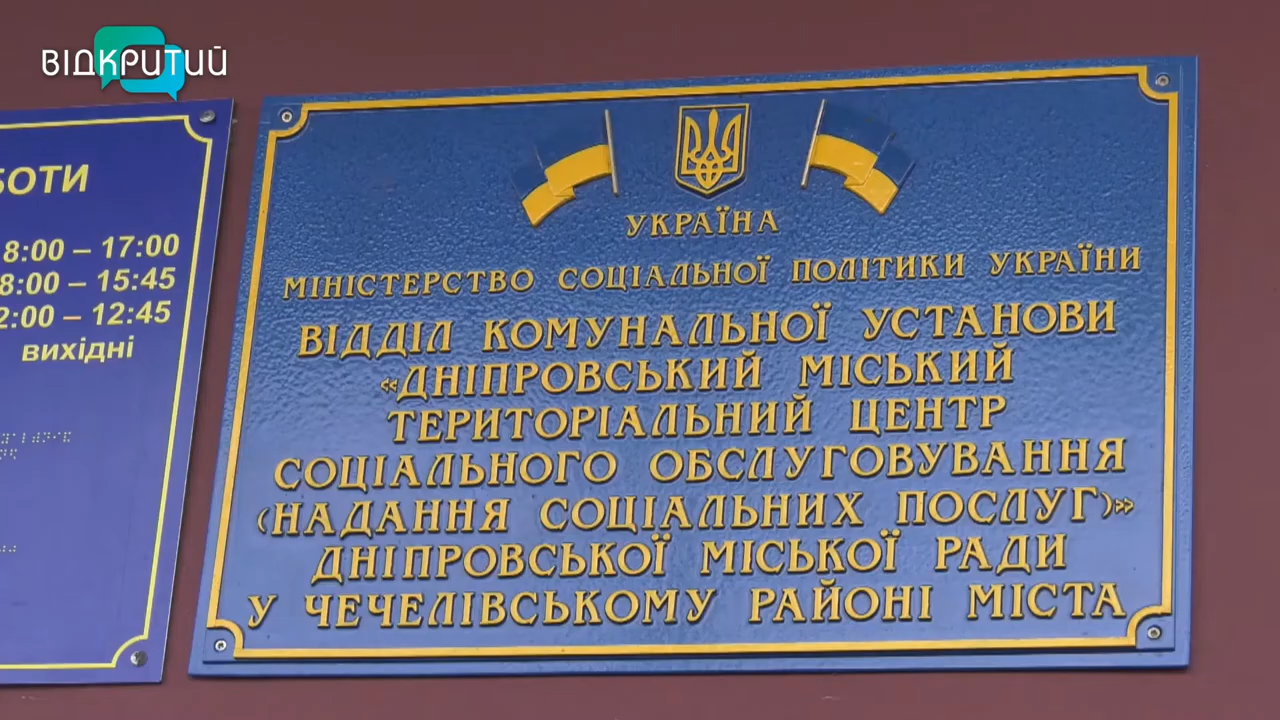 ВІДКРИТИЙ
8:00 – 17:00
8:00 – 15:45
2:00 – 12:45
вихідні
УКРАЇНА
МІНІСТЕРСТВО СОЦІАЛЬНОЇ ПОЛІТИКИ УКРАЇНИ
ВІДДІЛ КОМУНАЛЬНОЇ УСТАНОВИ
«ДНІПРОВСЬКИЙ МІСЬКИЙ
ТЕРИТОРІАЛЬНИЙ ЦЕНТР
СОЦІАЛЬНОГО ОБСЛУГОВУВАННЯ
(НАДАННЯ СОЦІАЛЬНИХ ПОСЛУГ)»
ДНІПРОВСЬКОЇ МІСЬКОЇ РАДИ
У ЧЕЧЕЛІВСЬКОМУ РАЙОНІ МІСТА